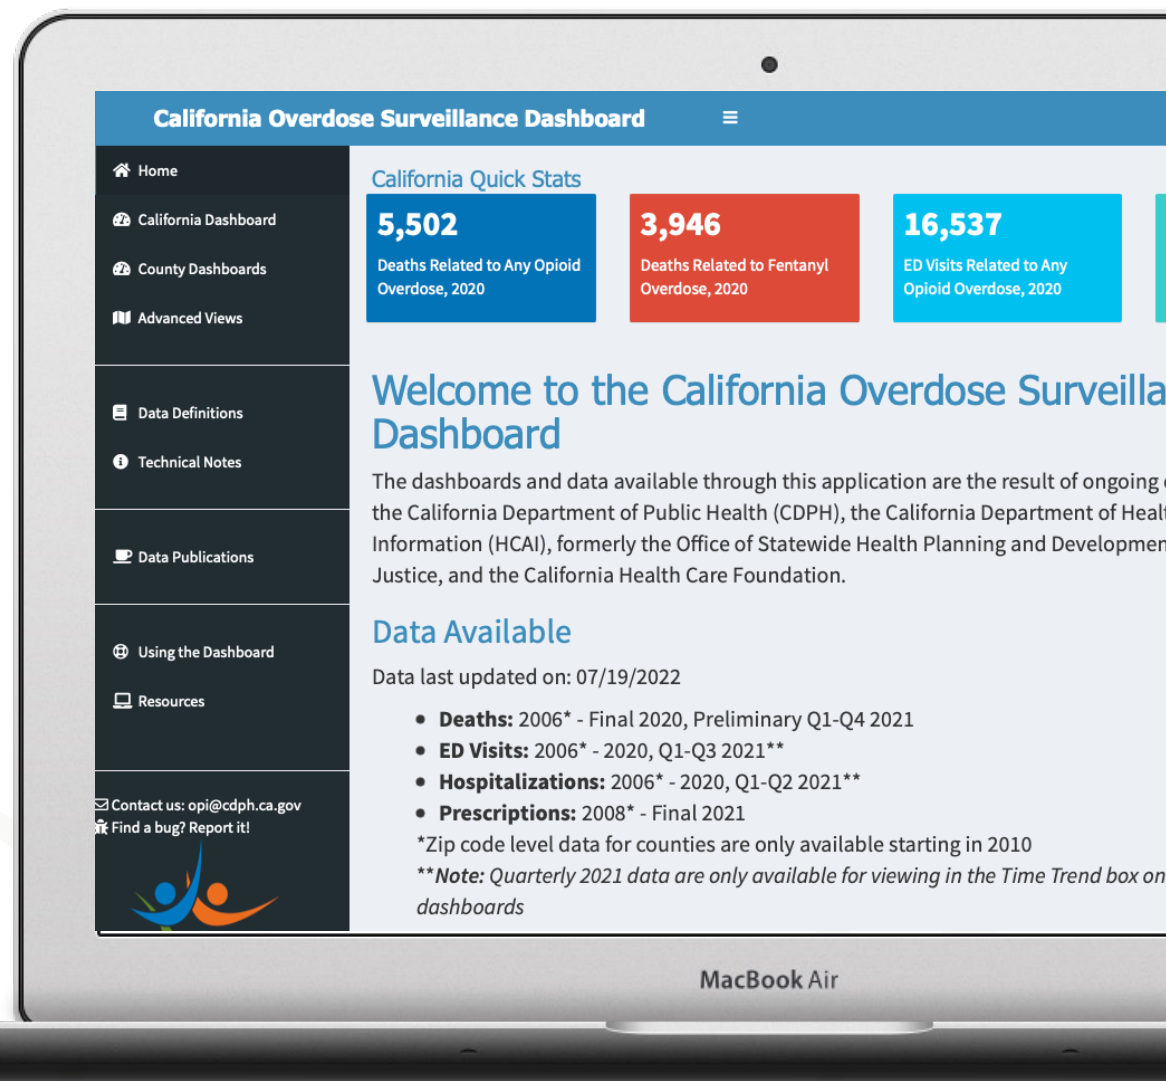 California Overdose Surveillance Dashboard
Home
California Dashboard
County Dashboards
Advanced Views
Data Definitions
Technical Notes
Data Publications
Using the Dashboard
Resources
Contact us: opi@cdph.ca.gov
Find a bug? Report it!
California Quick Stats
5,502
Deaths Related to Any Opioid
Overdose, 2020
3,946
Deaths Related to Fentanyl
Overdose, 2020
16,537
ED Visits Related to Any
Opioid Overdose, 2020
Welcome to the California Overdose Surveilla
Dashboard
The dashboards and data available through this application are the result of ongoing
the California Department of Public Health (CDPH), the California Department of Healt
Information (HCAI), formerly the Office of Statewide Health Planning and Developmen
Justice, and the California Health Care Foundation.
Data Available
Data last updated on: 07/19/2022
• Deaths: 2006* - Final 2020, Preliminary Q1-Q4 2021
• ED Visits: 2006* - 2020, Q1-Q3 2021**
• Hospitalizations: 2006* - 2020, Q1-Q2 2021**
• Prescriptions: 2008* - Final 2021
*Zip code level data for counties are only available starting in 2010
**Note: Quarterly 2021 data are only available for viewing in the Time Trend box on
dashboards
MacBook Air